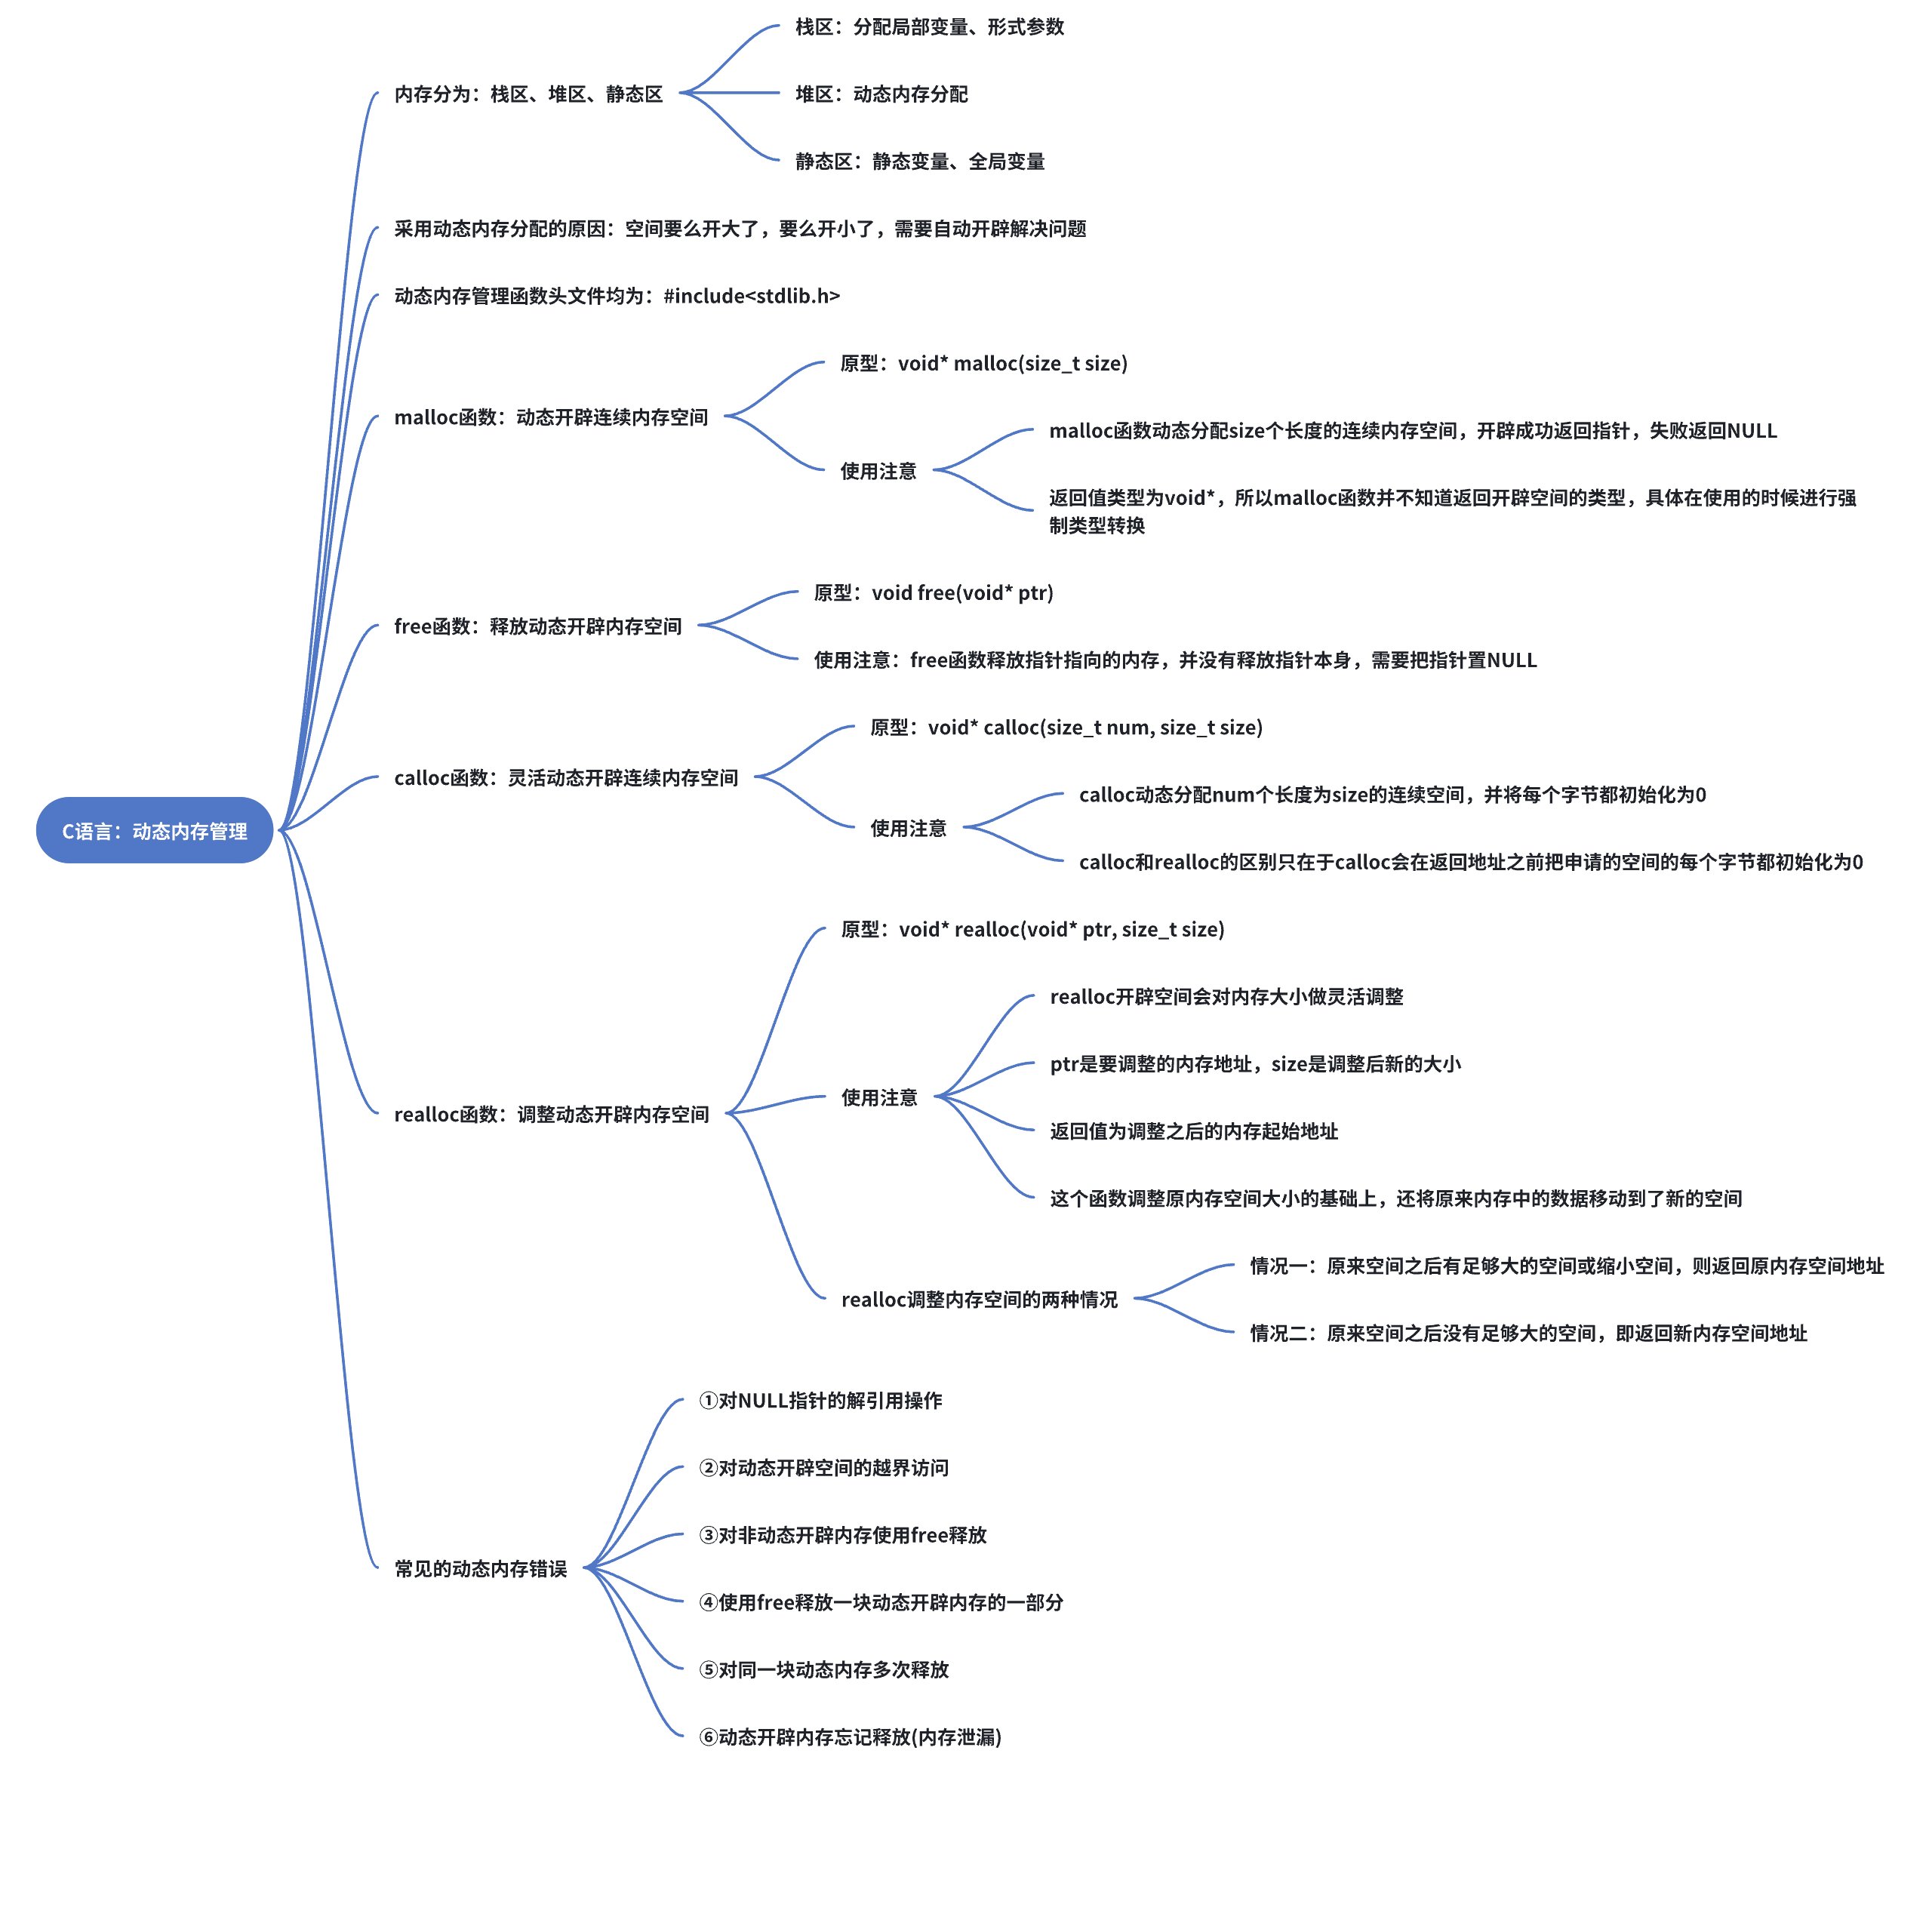 C语言：动态内存管理
内存分为：栈区、堆区、静态区
栈区：分配局部变量、形式参数
堆区：动态内存分配
静态区：静态变量、全局变量
采用动态内存分配的原因：空间要么开大了，要么开小了，需要自动开辟解决问题
动态内存管理函数头文件均为：#include<stdlib.h>
malloc函数：动态开辟连续内存空间
原型：void* malloc(size_t size)
使用注意
malloc函数动态分配size个长度的连续内存空间，开辟成功返回指针，失败返回NULL
返回值类型为void*，所以malloc函数并不知道返回开辟空间的类型，具体在使用的时候进行强
制类型转换
free函数：释放动态开辟内存空间
原型：void free(void* ptr)
使用注意：free函数释放指针指向的内存，并没有释放指针本身，需要把指针置NULL
calloc函数：灵活动态开辟连续内存空间
原型：void* calloc(size_t num, size_t size)
使用注意
calloc动态分配num个长度为size的连续空间，并将每个字节都初始化为0
calloc和realloc的区别只在于calloc会在返回地址之前把申请的空间的每个字节都初始化为0
realloc函数：调整动态开辟内存空间
原型：void* realloc(void* ptr, size_t size)
使用注意
realloc开辟空间会对内存大小做灵活调整
ptr是要调整的内存地址，size是调整后新的大小
返回值为调整之后的内存起始地址
这个函数调整原内存空间大小的基础上，还将原来内存中的数据移动到了新的空间
realloc调整内存空间的两种情况
情况一：原来空间之后有足够大的空间或缩小空间，则返回原内存空间地址
情况二：原来空间之后没有足够大的空间，即返回新内存空间地址
常见的动态内存错误
①对NULL指针的解引用操作
②对动态开辟空间的越界访问
③对非动态开辟内存使用free释放
④使用free释放一块动态开辟内存的一部分
⑤对同一块动态内存多次释放
⑥动态开辟内存忘记释放(内存泄漏)